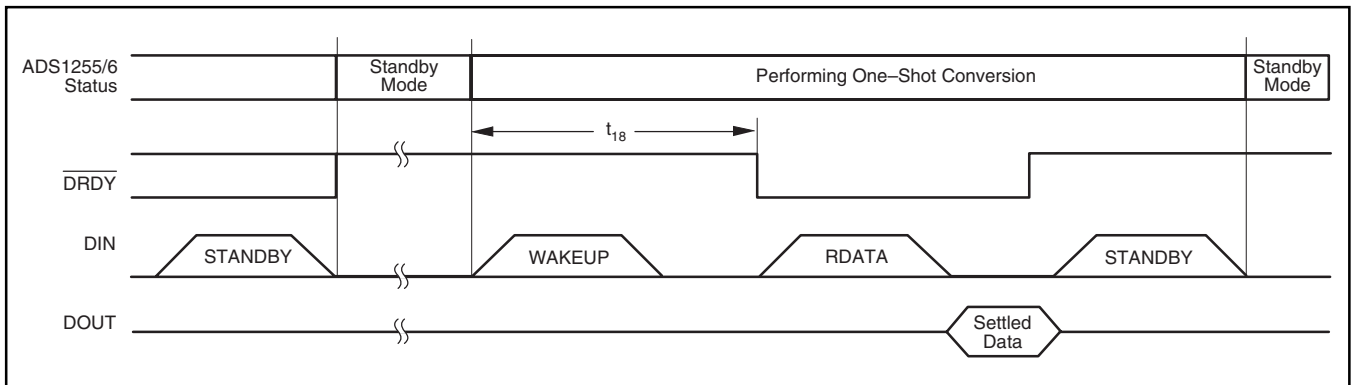 ADS1255/6
Status
Standby
Mode
Performing One–Shot Conversion
Standby
Mode
t18
DRDY
DIN
STANDBY
WAKEUP
RDATA
STANDBY
DOUT
Settled
Data